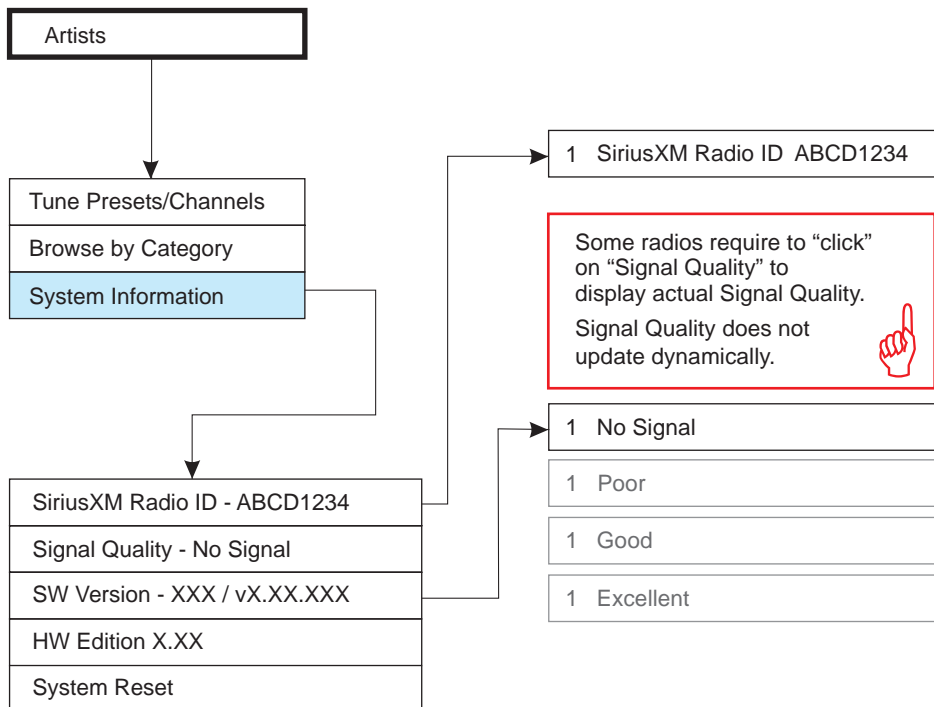 Artists
Tune Presets/Channels
Browse by Category
System Information
SiriusXM Radio ID - ABCD1234
Signal Quality - No Signal
SW Version - XXX / vX.XX.XXX
HW Edition X.XX
System Reset
1 SiriusXM Radio ID ABCD1234
Some radios require to “click”
on “Signal Quality” to
display actual Signal Quality.
Signal Quality does not
update dynamically.
1 No Signal
1 Poor
1 Good
1 Excellent